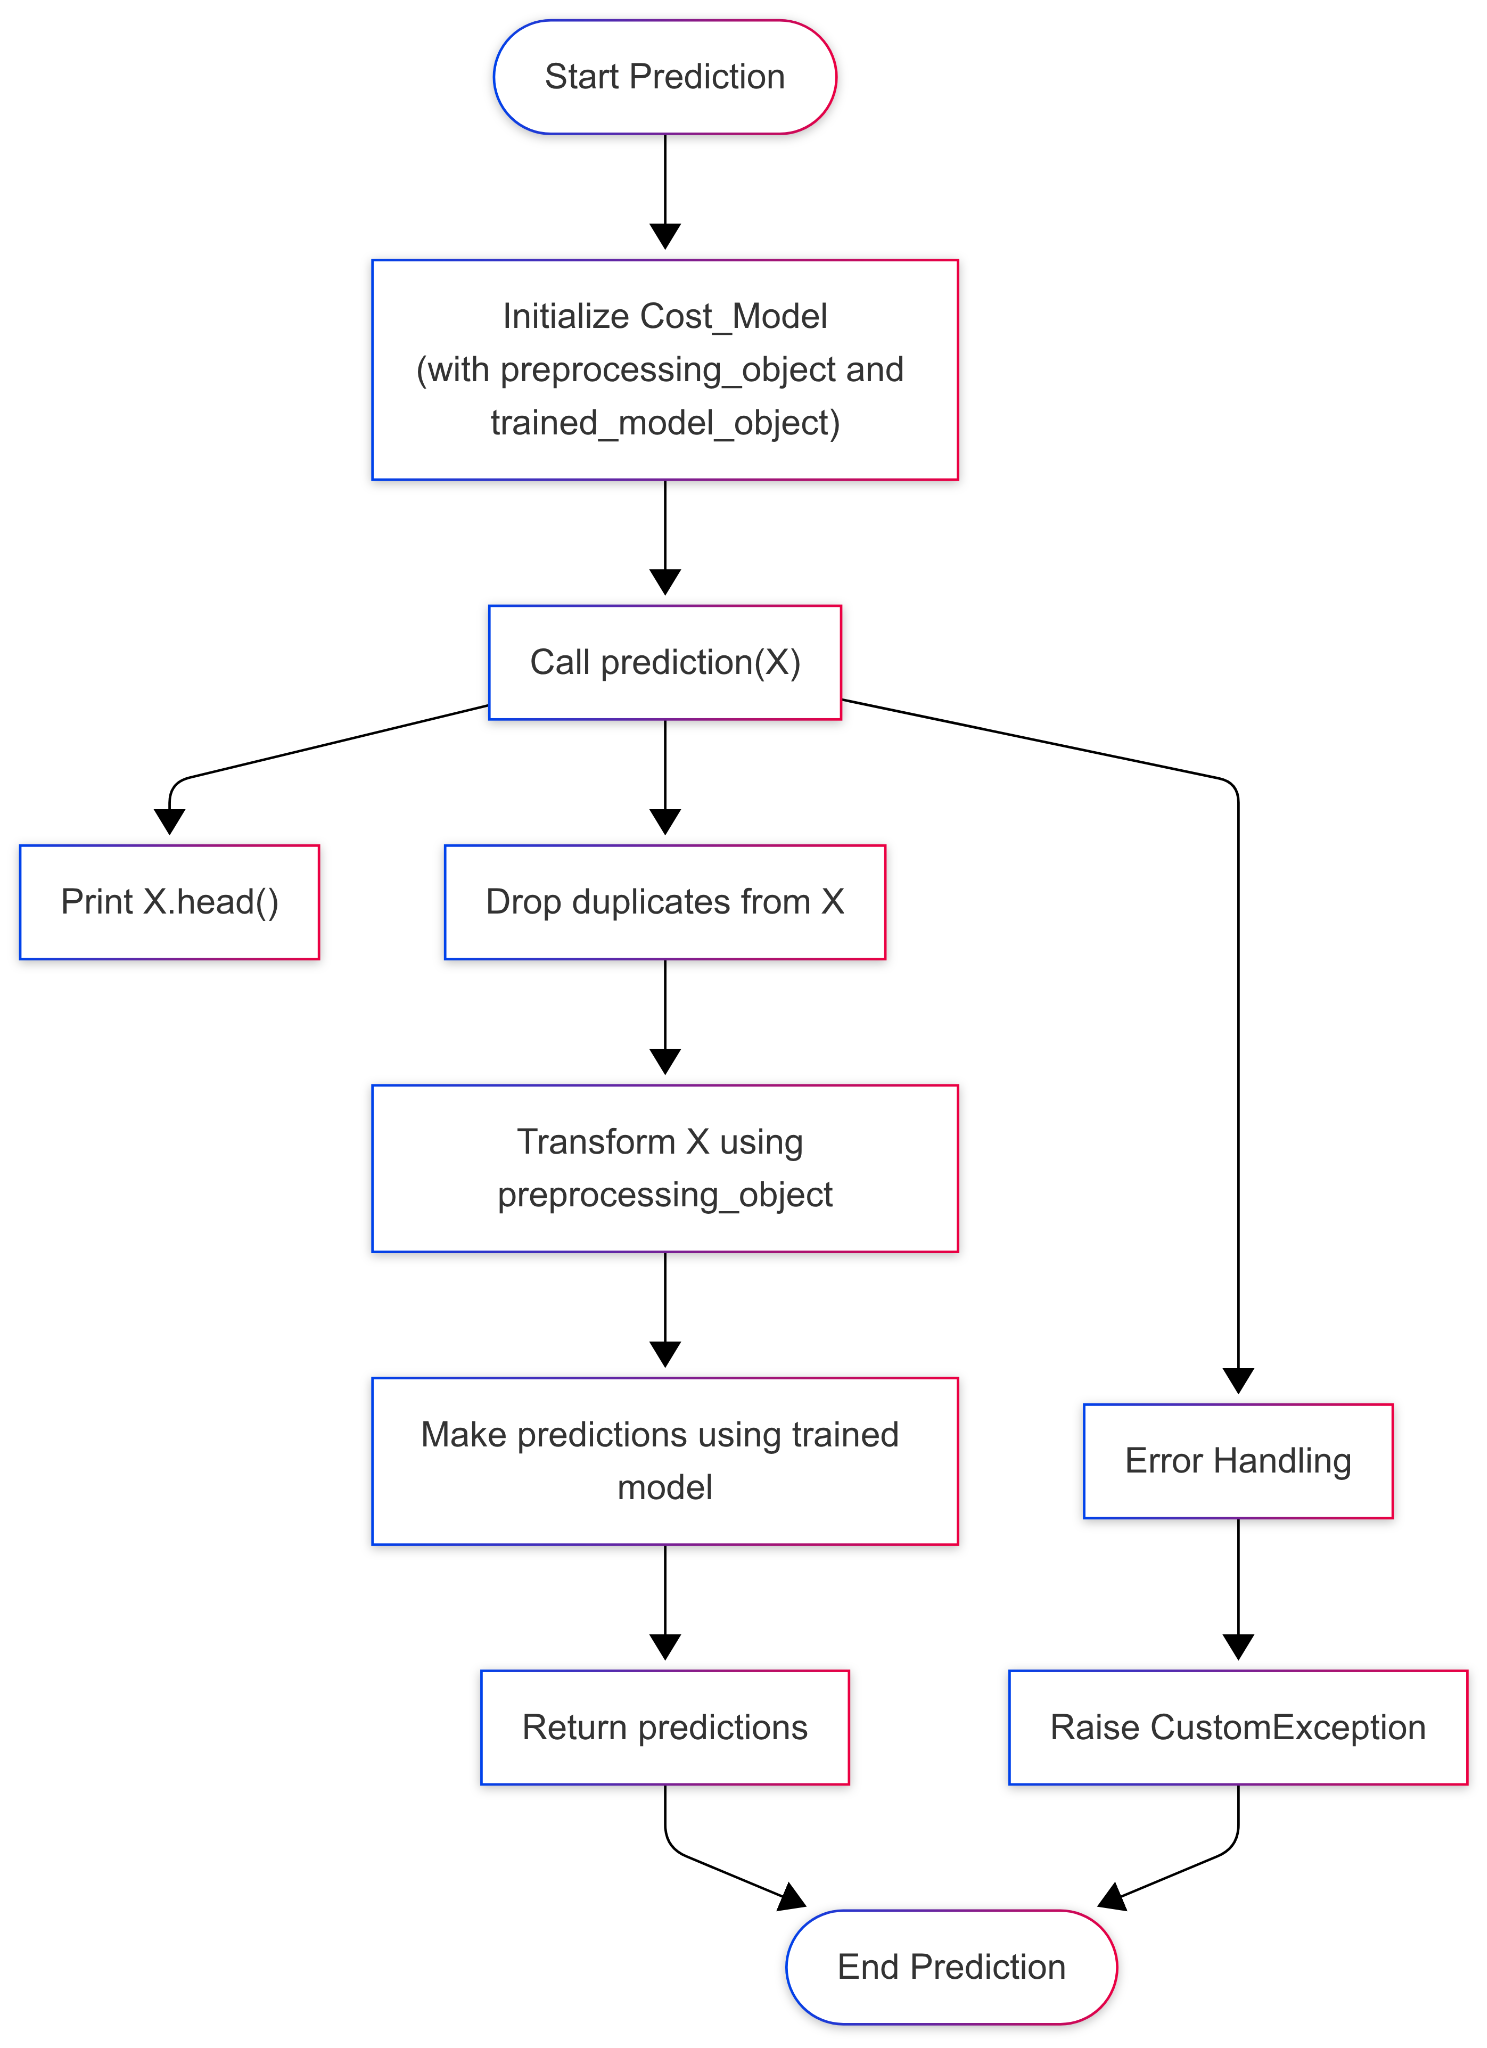 Start Prediction
Initialize Cost_Model
(with preprocessing_object and
trained_model_object)
Call prediction(X)
Print X.head()
Drop duplicates from X
Transform X using
preprocessing_object
Make predictions using trained
model
Error Handling
Return predictions
Raise CustomException
End Prediction